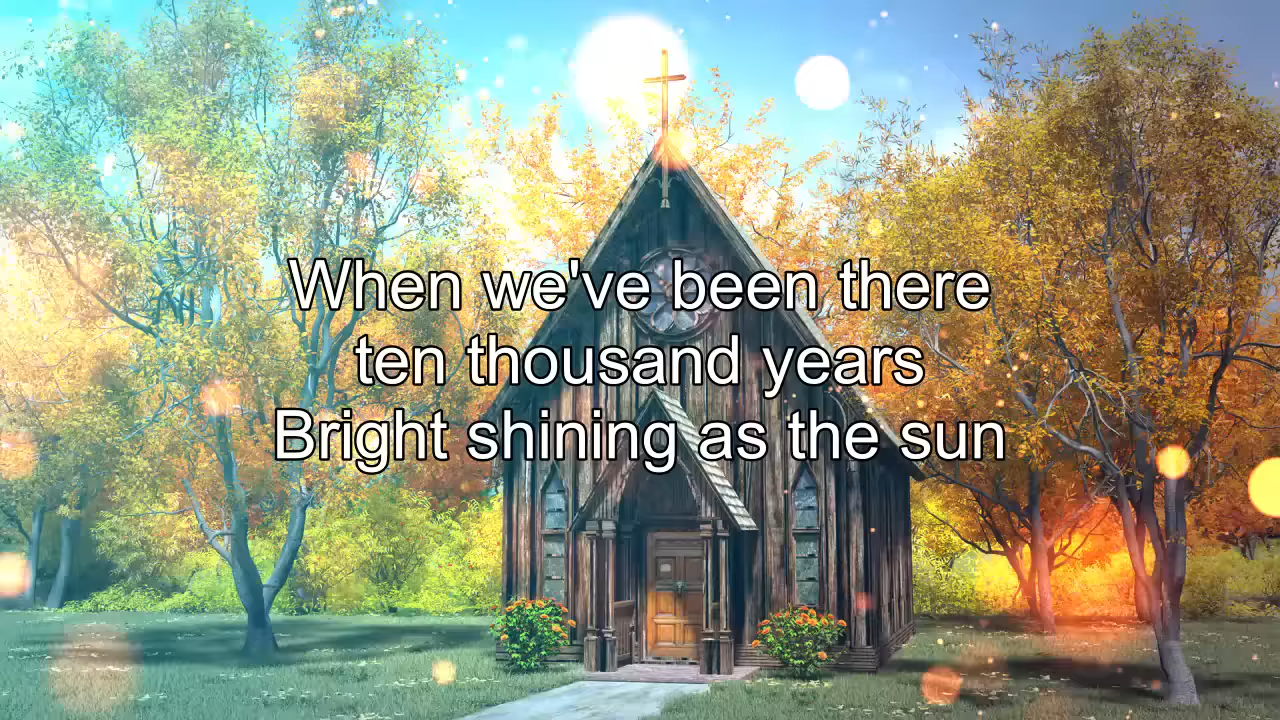 When we've been there
ten thousand years
Bright shining as the sun